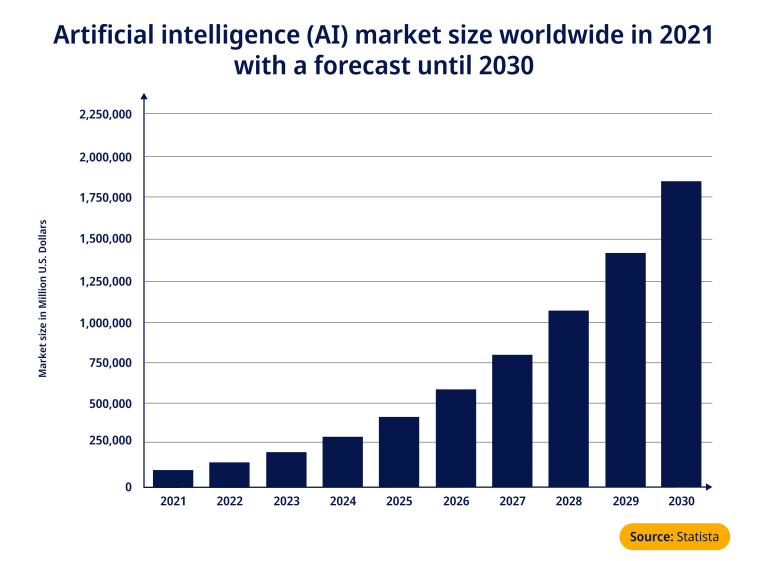 Artificial intelligence (AI) market size worldwide in 2021
with a forecast until 2030
Market size in Million U.S. Dollars
2,250,000
2,000,000
1,750,000
1,500,000
1,250,000
1,000,000
750,000
500,000
250,000
0
2021 2022 2023 2024 2025 2026 2027 2028 2029 2030
Source: Statista